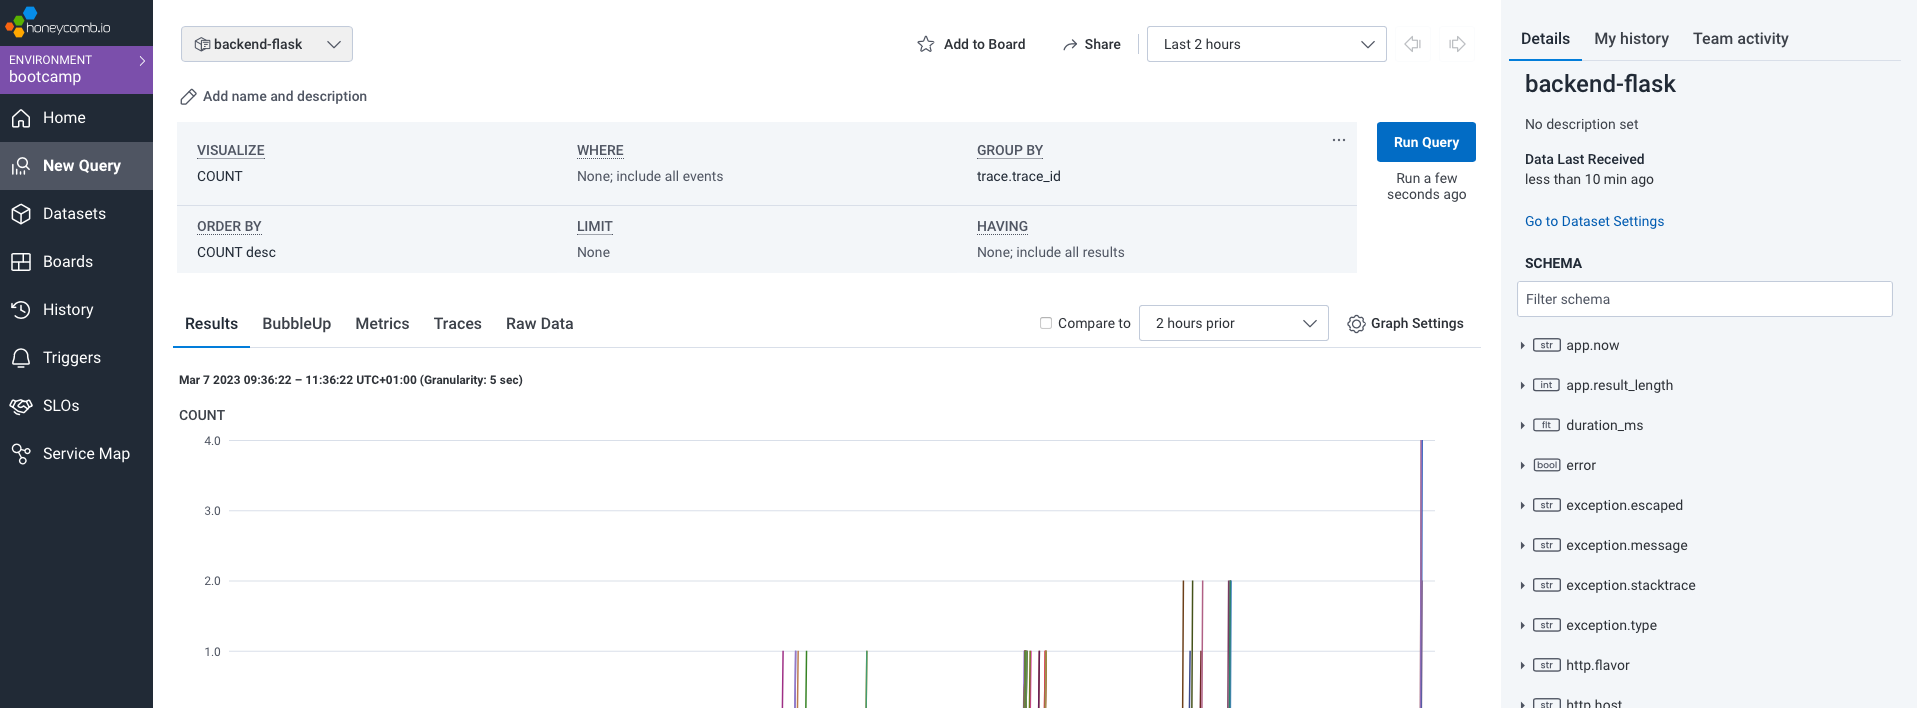 honeycomb.io
ENVIRONMENT
bootcamp
Home
New Query
Datasets
Boards
History
Triggers
SLOs
Service Map
backend-flask
Add to Board
Share
Last 2 hours
Add name and description
VISUALIZE
COUNT
WHERE
None; include all events
GROUP BY
trace.trace_id
...
ORDER BY
COUNT desc
LIMIT
None
HAVING
None; include all results
Run Query
Run a few
seconds ago
Results BubbleUp Metrics Traces Raw Data
Compare to
2 hours prior
Graph Settings
Mar 7 2023 09:36:22 – 11:36:22 UTC+01:00 (Granularity: 5 sec)
COUNT
4.0
3.0
2.0
1.0
Details My history Team activity
backend-flask
No description set
Data Last Received
less than 10 min ago
Go to Dataset Settings
SCHEMA
Filter schema
str app.now
int app.result_length
flt duration_ms
bool error
str exception.escaped
str exception.message
str exception.stacktrace
str exception.type
str http.flavor
str http.host